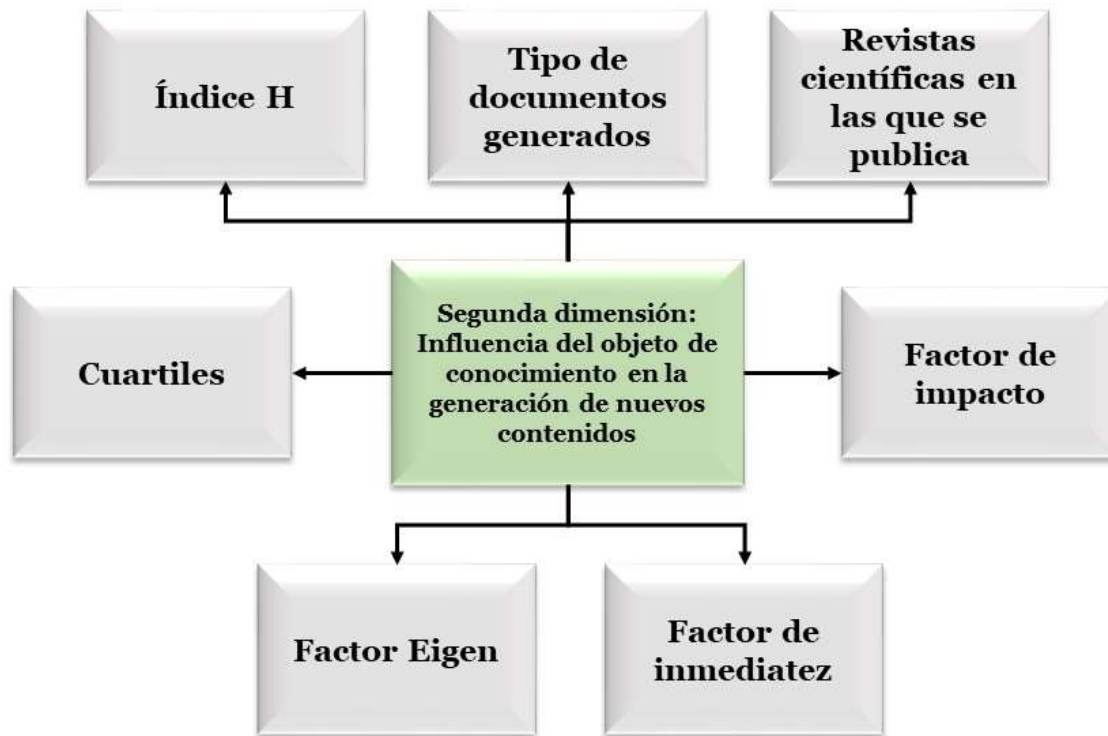 Índice H
Tipo de
documentos
generados
Revistas
científicas en
las que se
publica
Cuartiles
Segunda dimensión:
Influencia del objeto de
conocimiento en la
generación de nuevos
contenidos
Factor de
impacto
Factor Eigen
Factor de
inmediatez